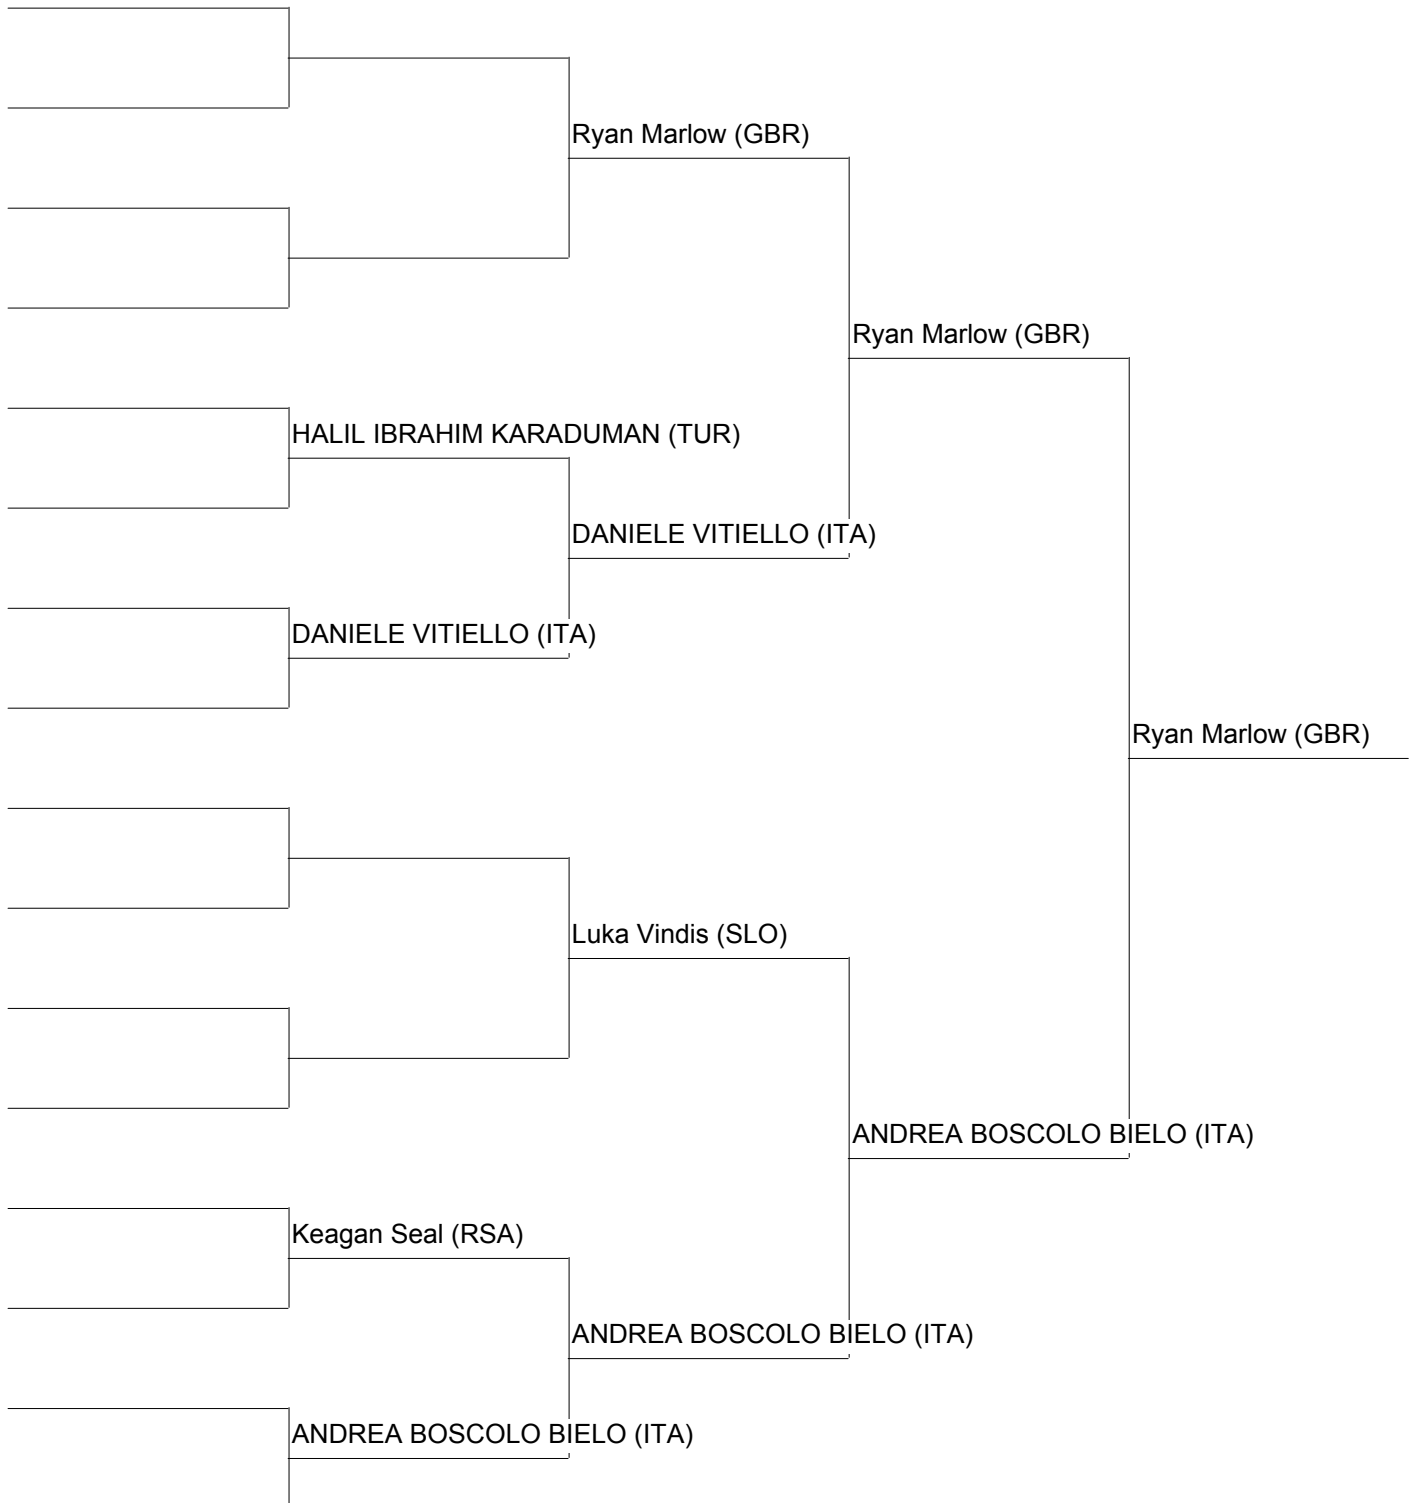 Ryan Marlow (GBR)
Ryan Marlow (GBR)
HALIL IBRAHIM KARADUMAN (TUR)
DANIELE VITIELLO (ITA)
DANIELE VITIELLO (ITA)
Ryan Marlow (GBR)
Luka Vindis (SLO)
ANDREA BOSCOLO BIELO (ITA)
Keagan Seal (RSA)
ANDREA BOSCOLO BIELO (ITA)
ANDREA BOSCOLO BIELO (ITA)